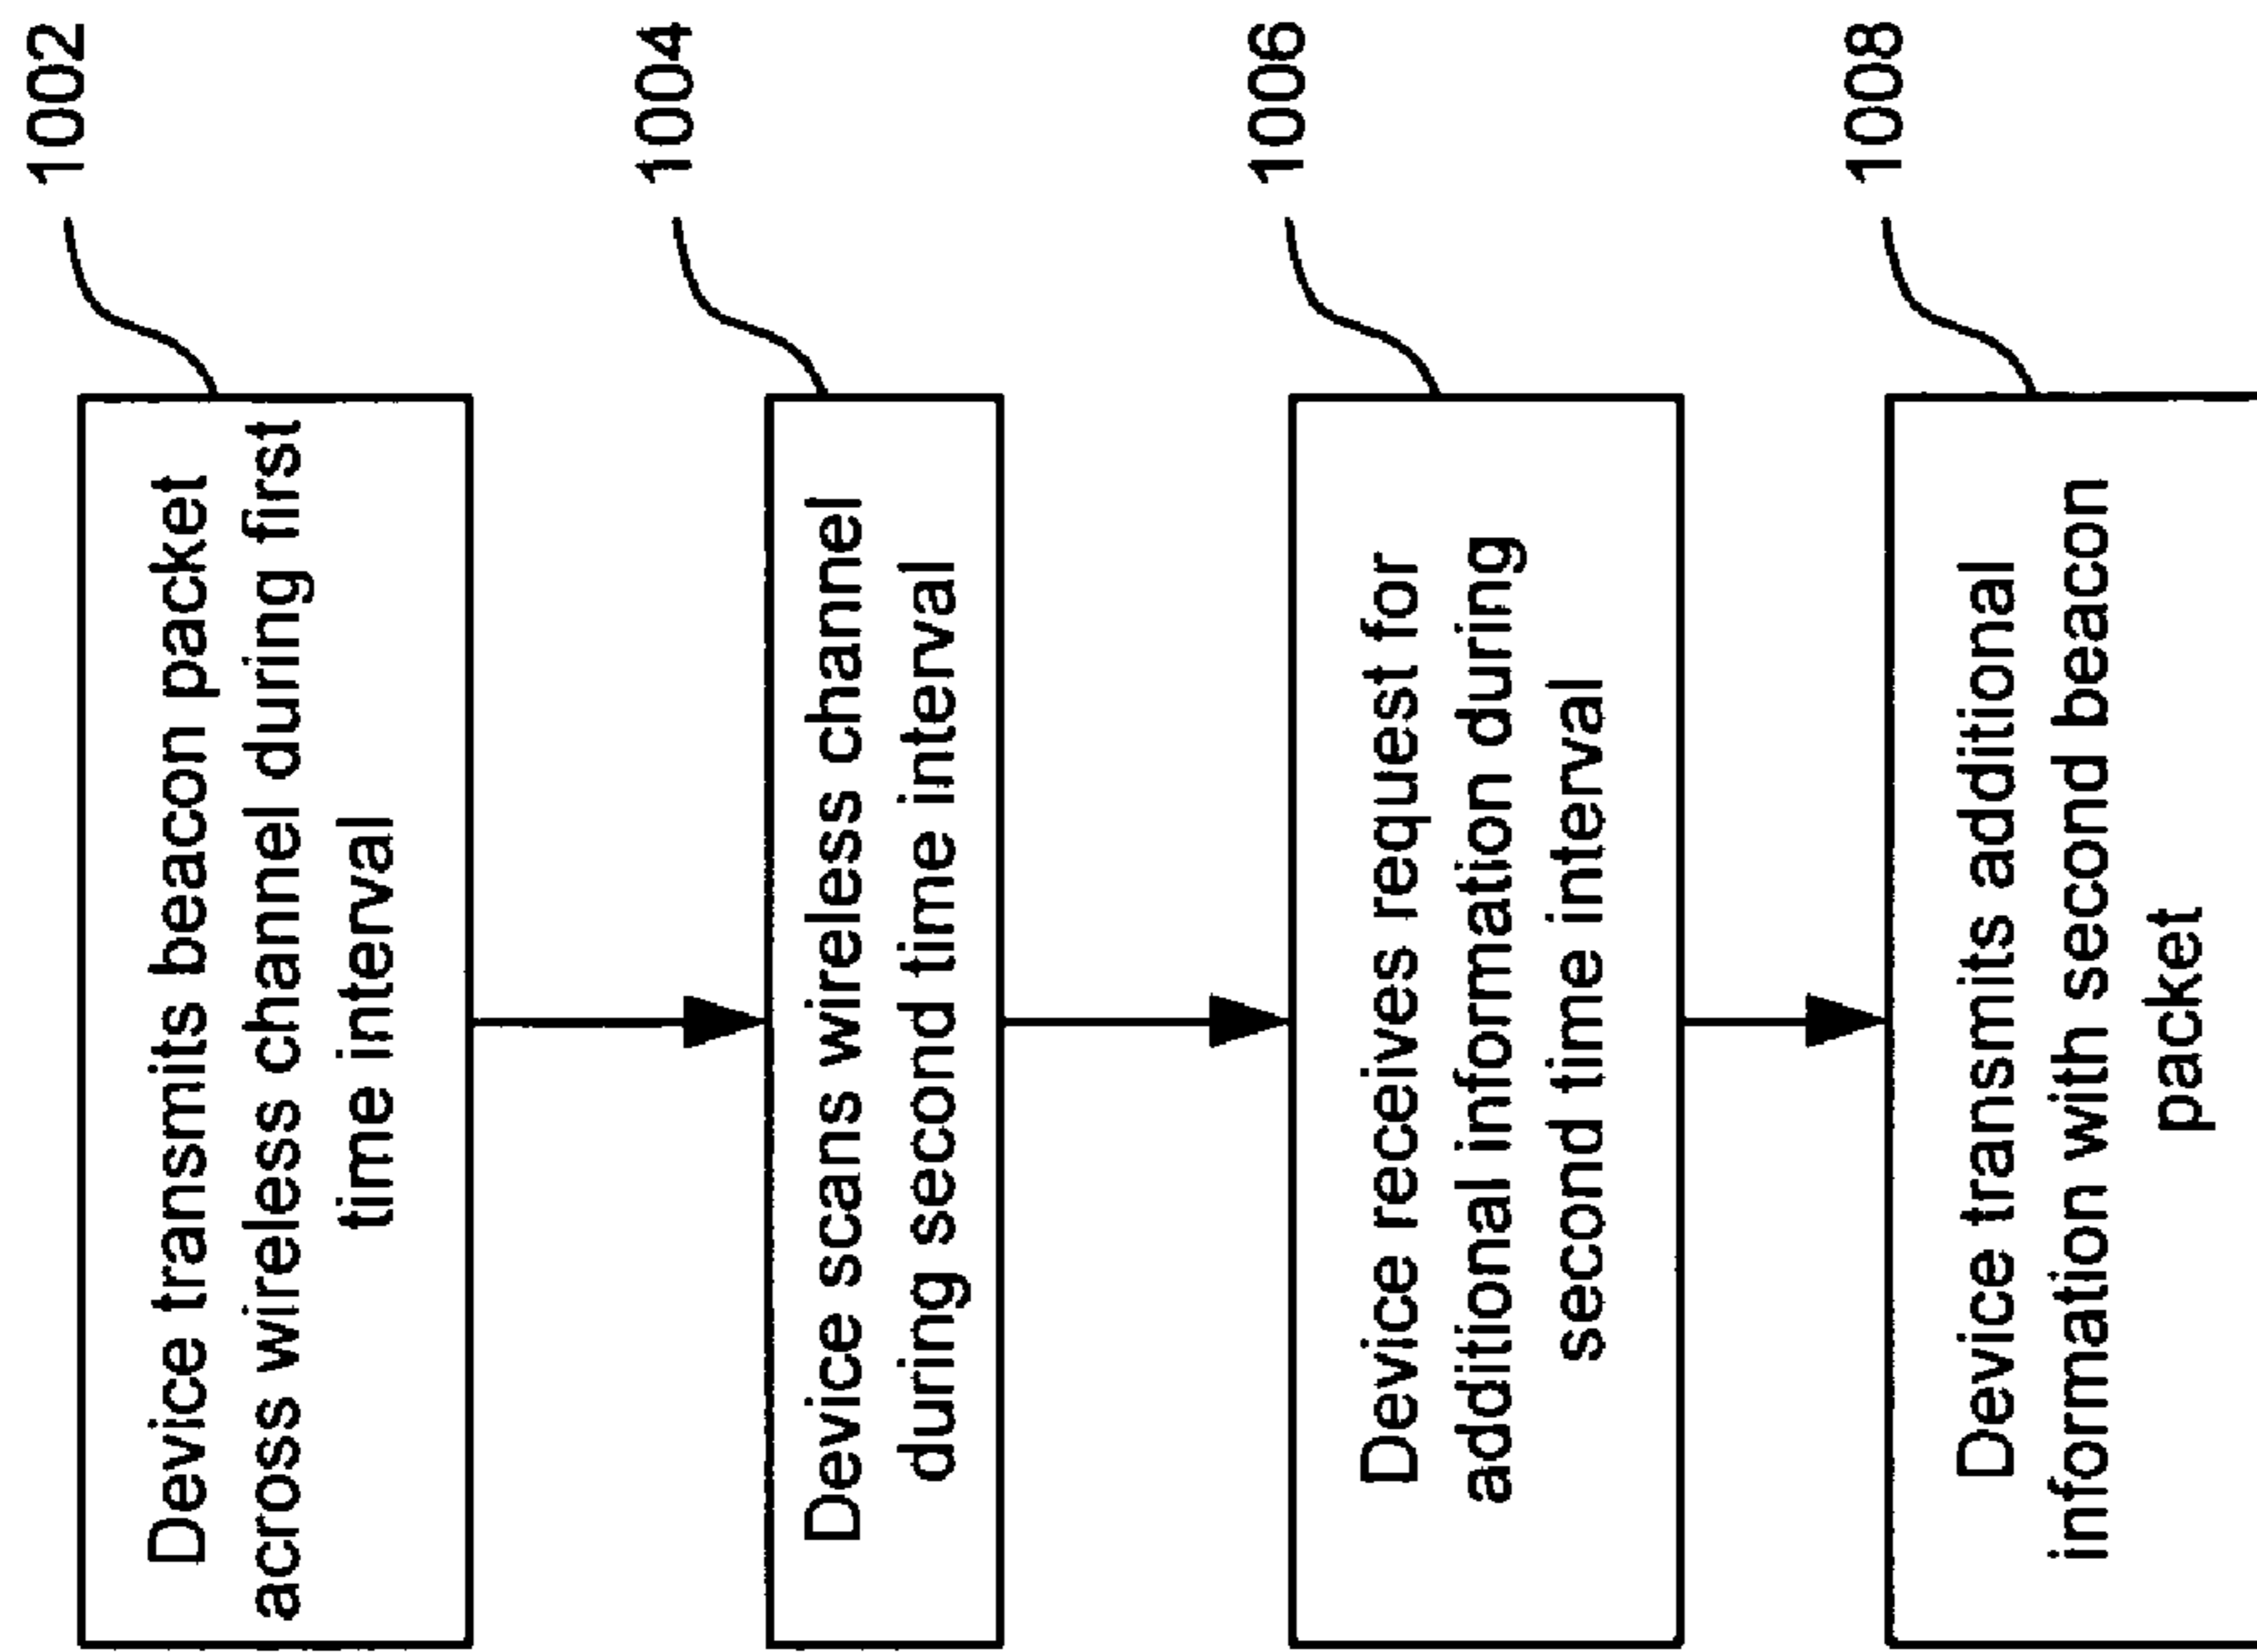 1002
Device transmits beacon packet
across wireless channel during first
time interval
1004
Device scans wireless channel
during second time interval
1006
Device receives request for
additional information during
second time interval
1008
Device transmits additional
information with second beacon
packet